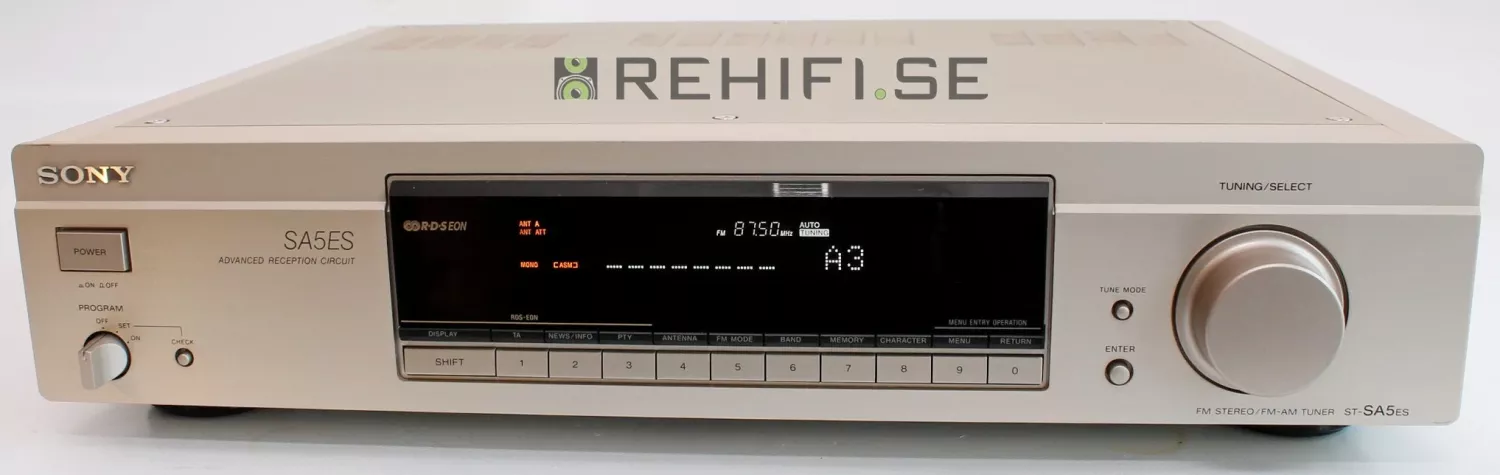 REHIFI.SE
SONY
TUNING/SELECT
R·D·S EON
ANT A
ANT ATT
FM 87.50 MHz AUTO TUNING
SA5ES
ADVANCED RECEPTION CIRCUIT
POWER
ON OFF
MONO [ASM]
A3
TUNE MODE
PROGRAM
OFF
SET
ON
CHECK
RDS-EON
MENU ENTRY OPERATION
DISPLAY TA NEWS/INFO PTY ANTENNA FM MODE BAND MEMORY CHARACTER MENU RETURN
SHIFT 1 2 3 4 5 6 7 8 9 0
ENTER
FM STEREO/FM-AM TUNER ST-SA5ES